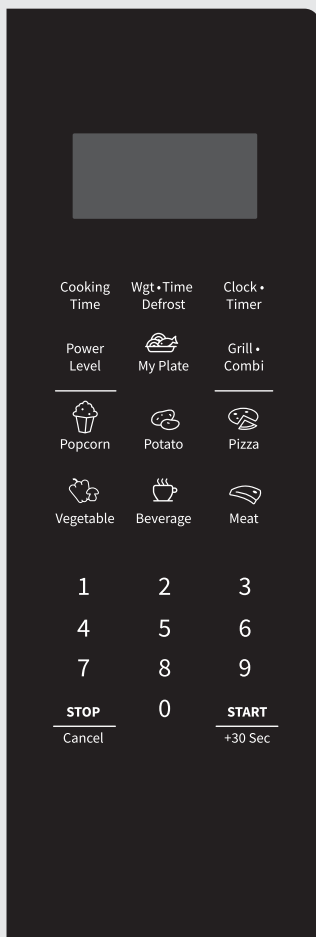 Cooking Time
Wgt•Time Defrost
Clock • Timer
Power Level
My Plate
Grill • Combi
Popcorn
Potato
Pizza
Vegetable
Beverage
Meat
1 2 3
4 5 6
7 8 9
STOP 0 START
Cancel +30 Sec